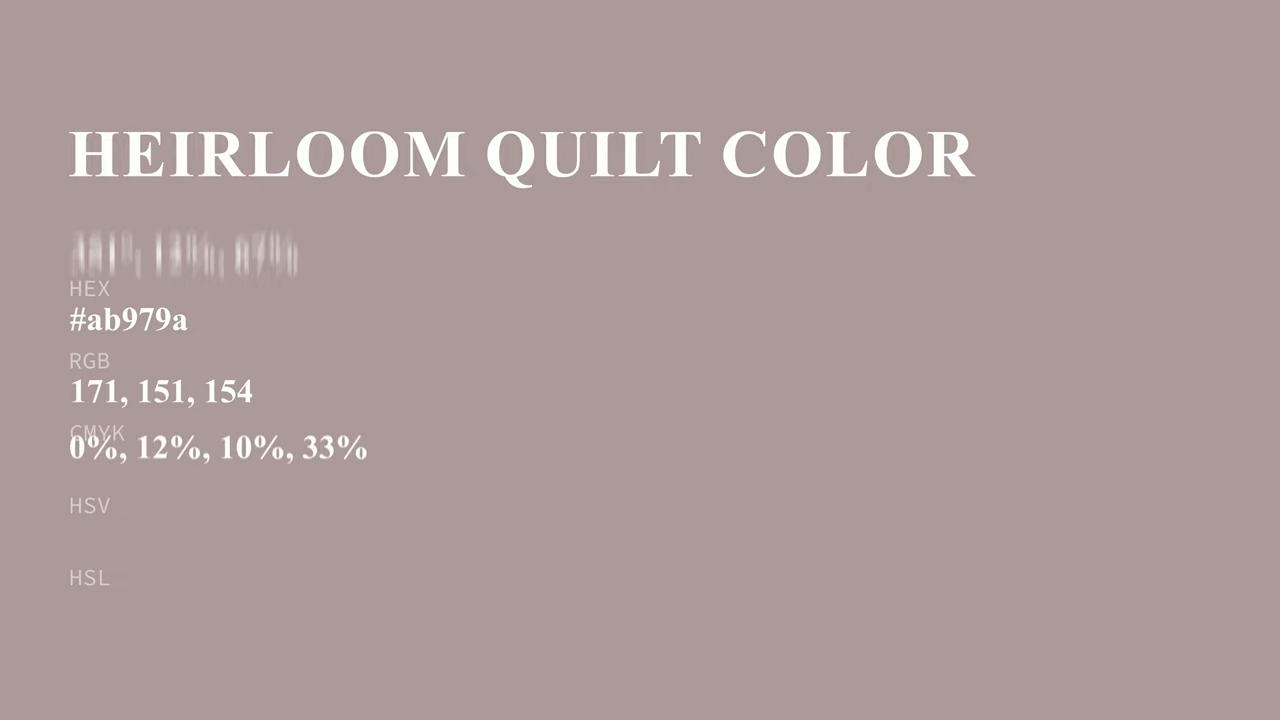 HEIRLOOM QUILT COLOR
HEX
#ab979a
RGB
171, 151, 154
CMYK
0%, 12%, 10%, 33%
HSV
HSL